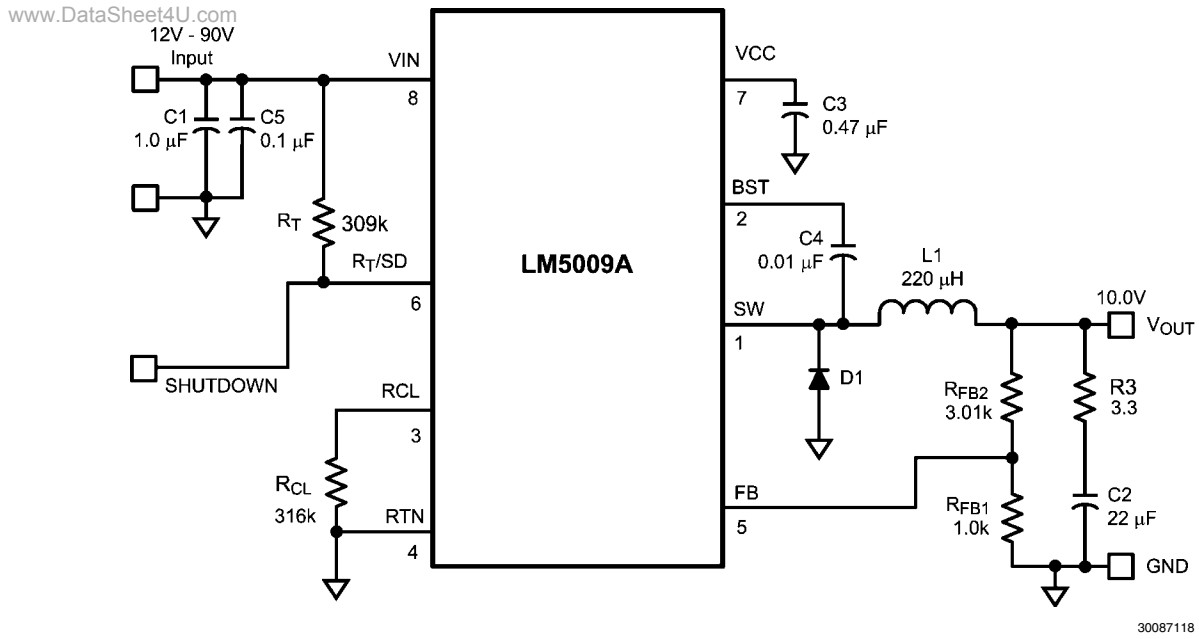 www.DataSheet4U.com
12V - 90V
Input
VIN
8
C1
1.0 µF
C5
0.1 µF
RT
309k
RT/SD
6
SHUTDOWN
RCL
3
RCL
316k
RTN
4
LM5009A
VCC
7
C3
0.47 µF
BST
2
C4
0.01 µF
L1
220 µH
SW
1
D1
10.0V
VOUT
RFB2
3.01k
R3
3.3
FB
5
RFB1
1.0k
C2
22 µF
GND
30087118